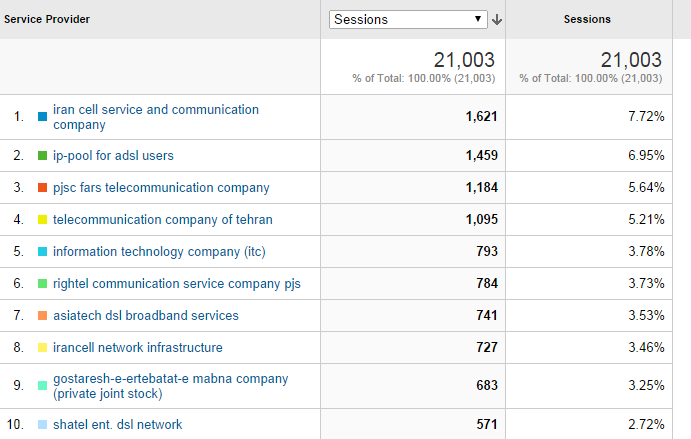 Service Provider Sessions Sessions
21,003 21,003
% of Total: 100.00% (21,003) % of Total: 100.00% (21,003)
1. iran cell service and communication
company 1,621 7.72%
2. ip-pool for adsl users 1,459 6.95%
3. pjsc fars telecommunication company 1,184 5.64%
4. telecommunication company of tehran 1,095 5.21%
5. information technology company (itc) 793 3.78%
6. rightel communication service company pjs 784 3.73%
7. asiatech dsl broadband services 741 3.53%
8. irancell network infrastructure 727 3.46%
9. gostaresh-e-ertebatat-e mabna company
(private joint stock) 683 3.25%
10. shatel ent. dsl network 571 2.72%